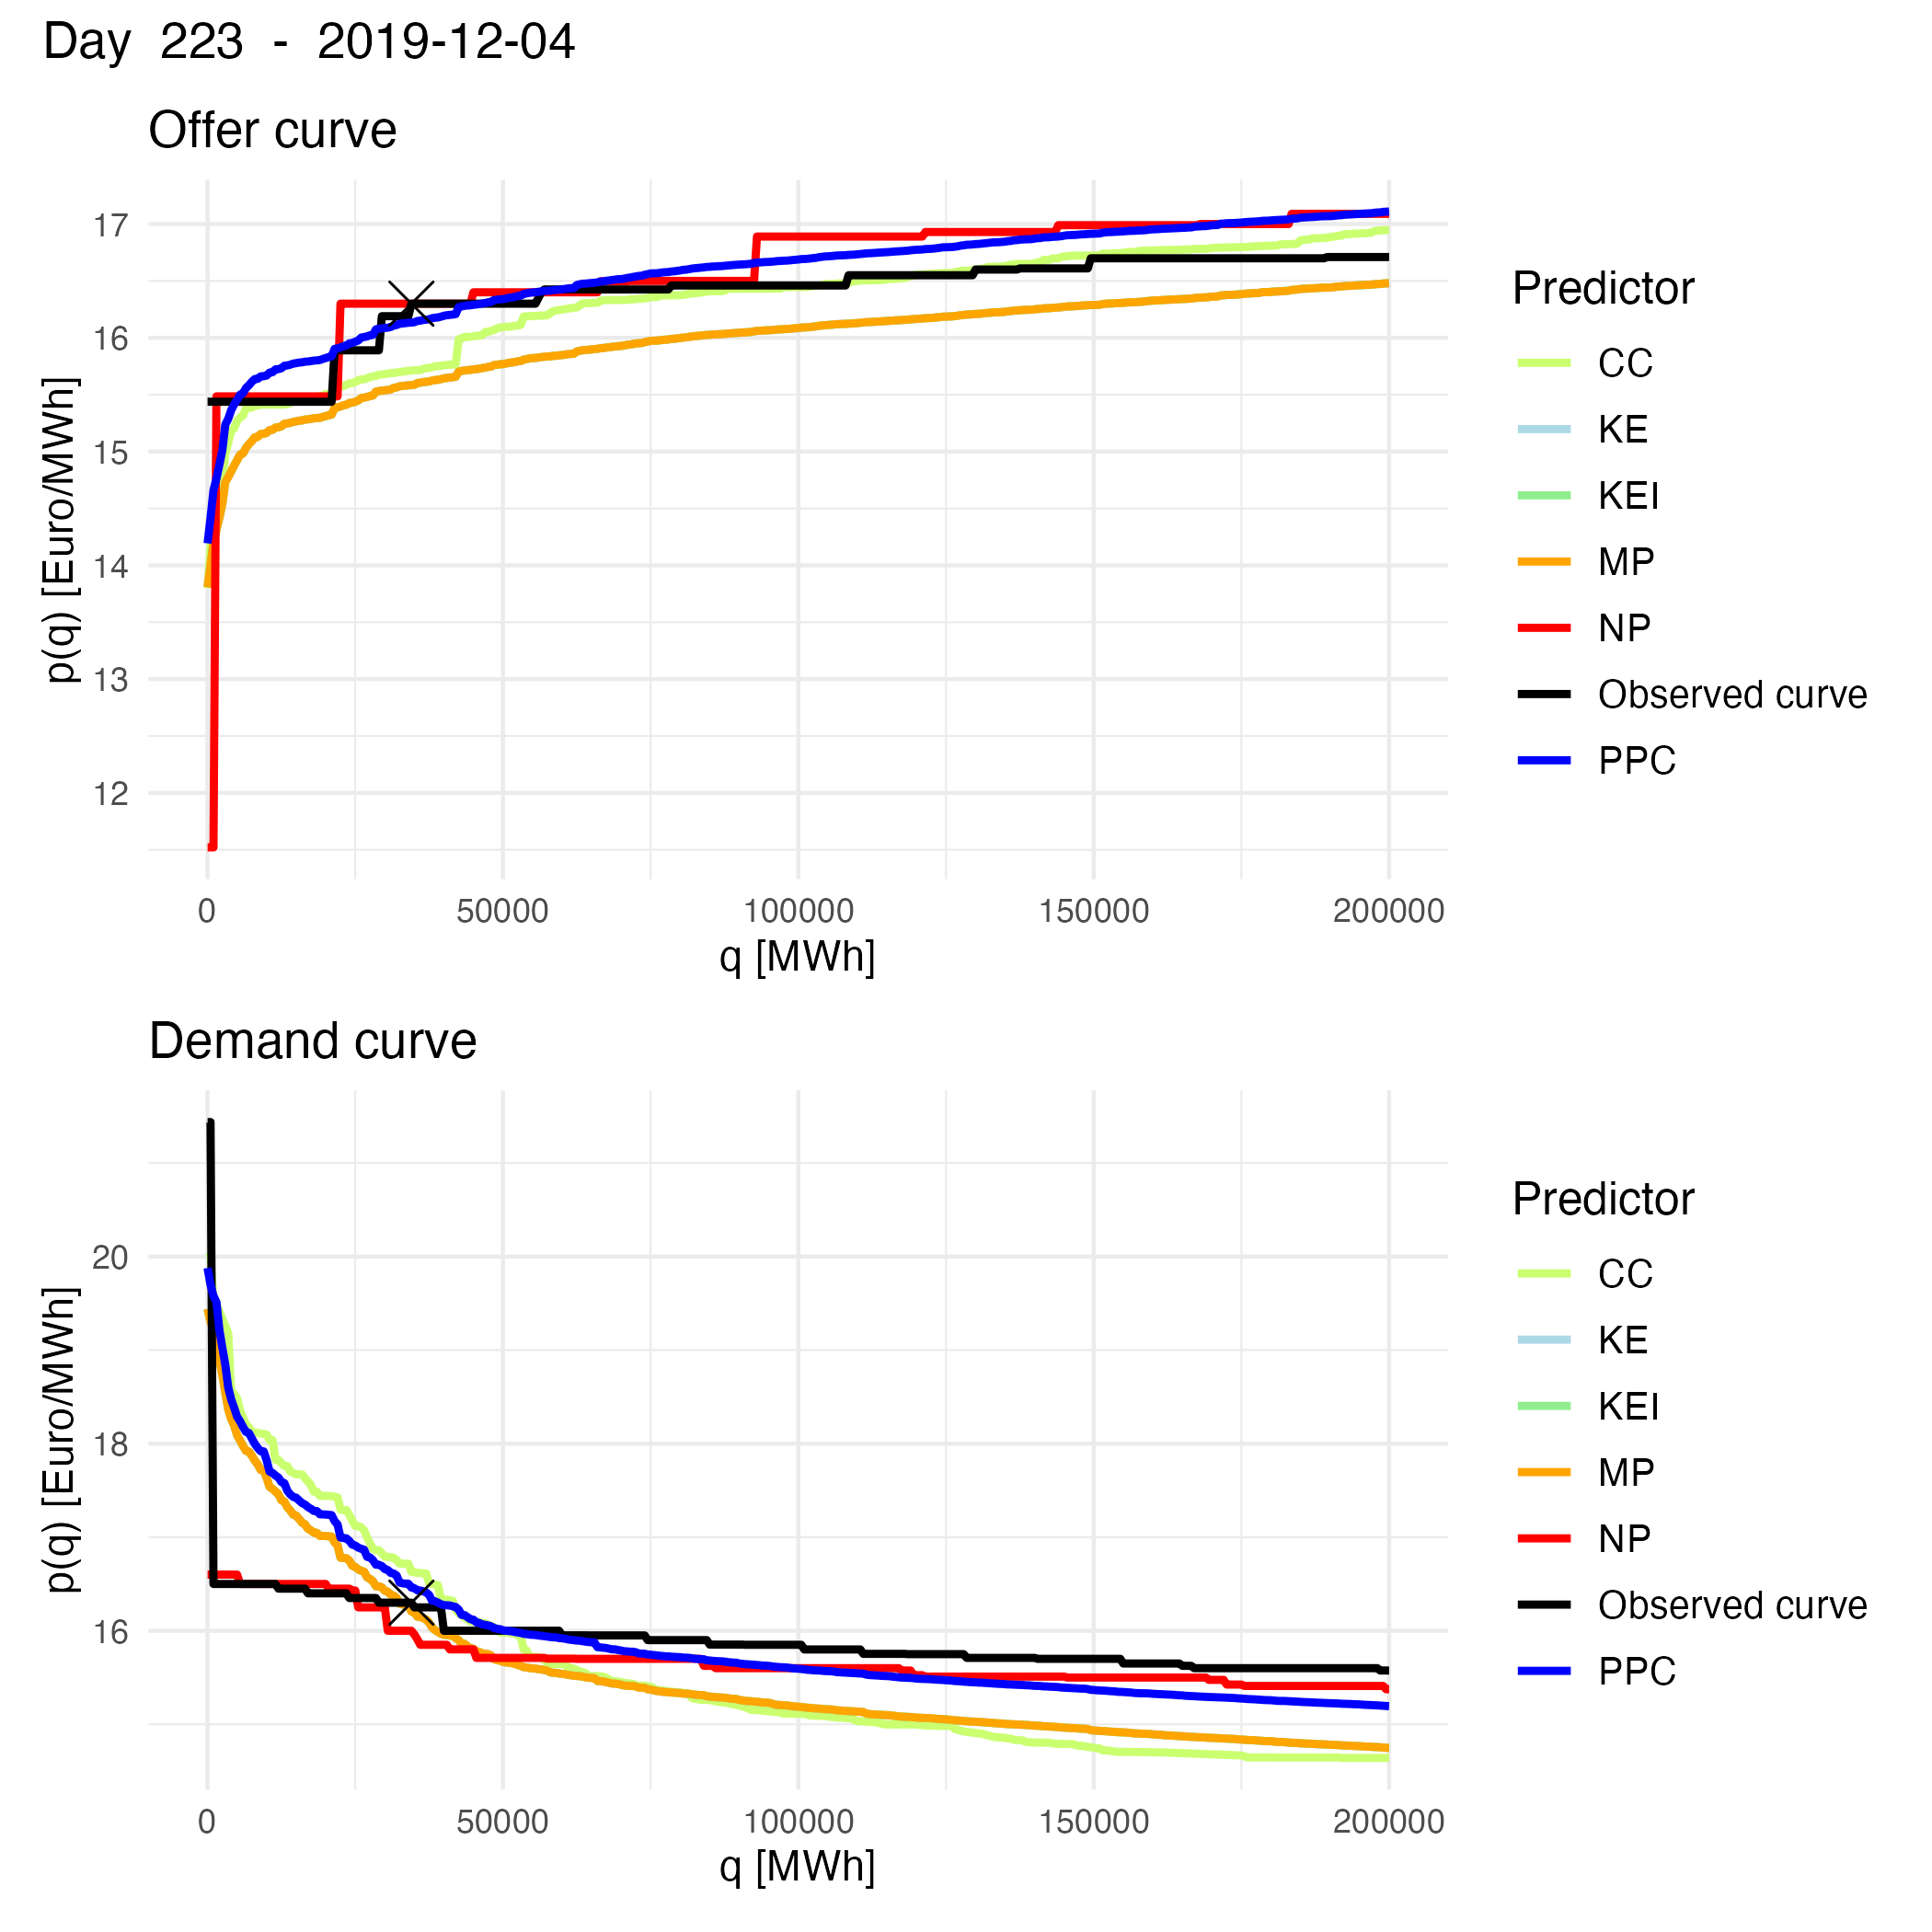 Day 223 - 2019-12-04
Offer curve
17
16
15
14
13
12
p(q) [Euro/MWh]
0 50000 100000 150000 200000
q [MWh]
Predictor
CC
KE
KEI
MP
NP
Observed curve
PPC
Demand curve
20
18
16
p(q) [Euro/MWh]
0 50000 100000 150000 200000
q [MWh]
Predictor
CC
KE
KEI
MP
NP
Observed curve
PPC